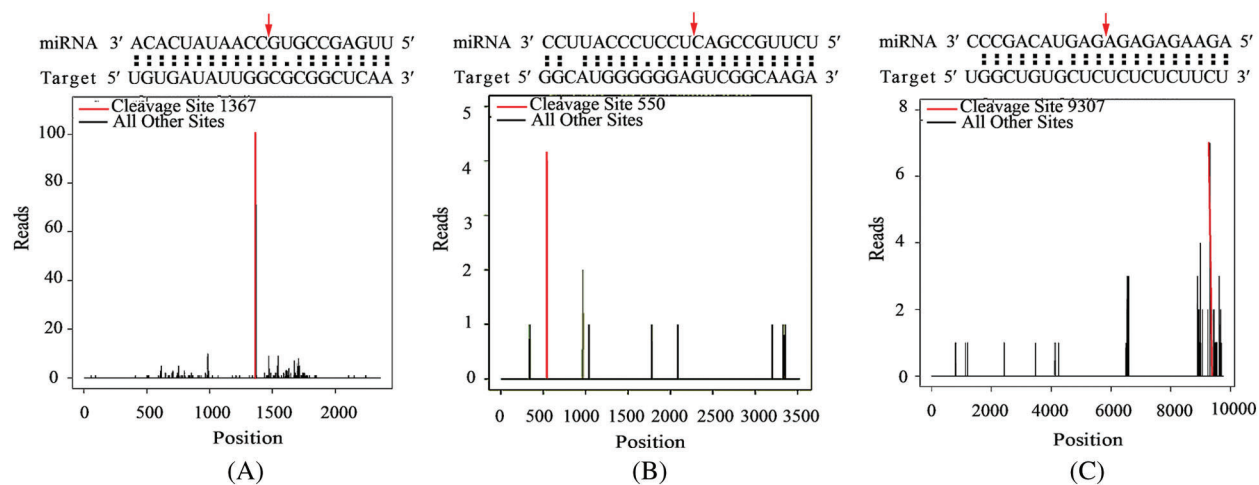 miRNA 3′ ACACUAUAACCGUGCCGAGUU 5′
Target 5′ UGUGAUAUUGGCGCGGCUCAA 3′
Cleavage Site 1367
All Other Sites
100
80
60
40
20
0
Reads
0 500 1000 1500 2000
Position
(A)
miRNA 3′ CCUUACCCUCCUCAGCCGUUCU 5′
Target 5′ GGCAUGGGGGGAGUCGGCAAGA 3′
Cleavage Site 550
All Other Sites
5
4
3
2
1
0
Reads
0 500 1000 1500 2000 2500 3000 3500
Position
(B)
miRNA 3′ CCCGACAUGAGAGAGAGAAGA 5′
Target 5′ UGGCUGUGCUCUCUCUCUUCU 3′
Cleavage Site 9307
All Other Sites
8
6
4
2
0
Reads
0 2000 4000 6000 8000 10000
Position
(C)